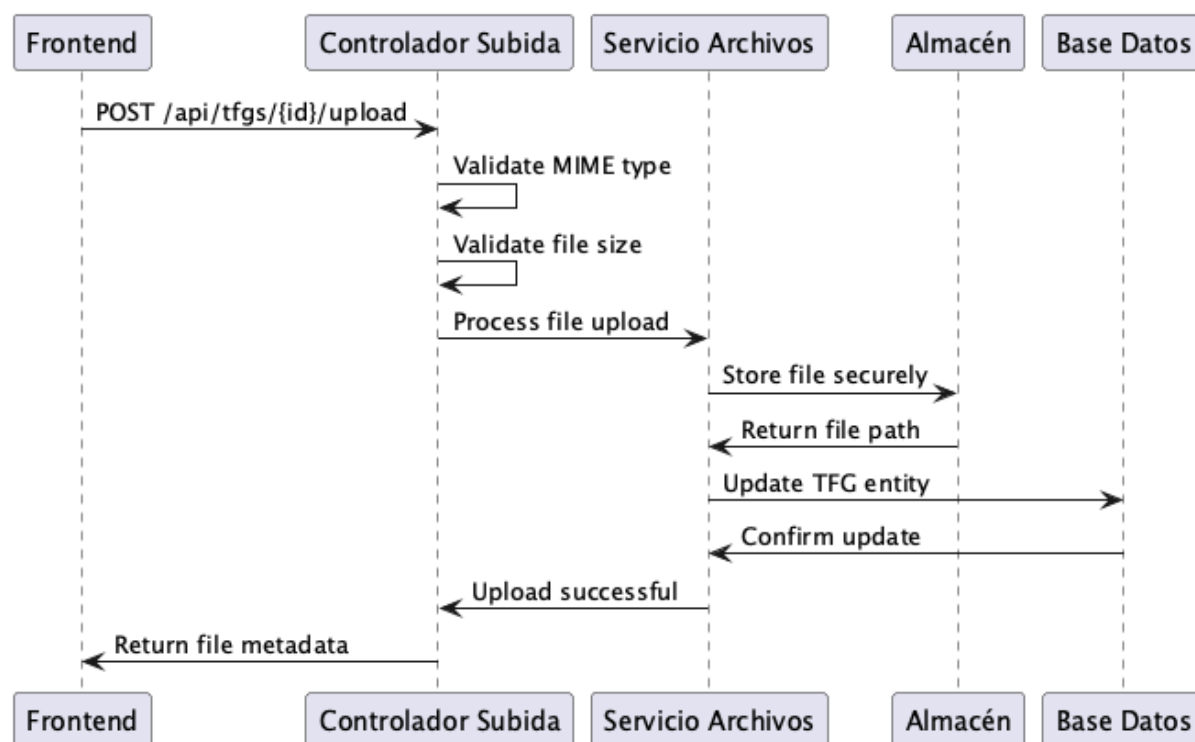 Frontend
Controlador Subida
Servicio Archivos
Almacén
Base Datos
POST /api/tfgs/{id}/upload
Validate MIME type
Validate file size
Process file upload
Store file securely
Return file path
Update TFG entity
Confirm update
Upload successful
Return file metadata
Frontend
Controlador Subida
Servicio Archivos
Almacén
Base Datos